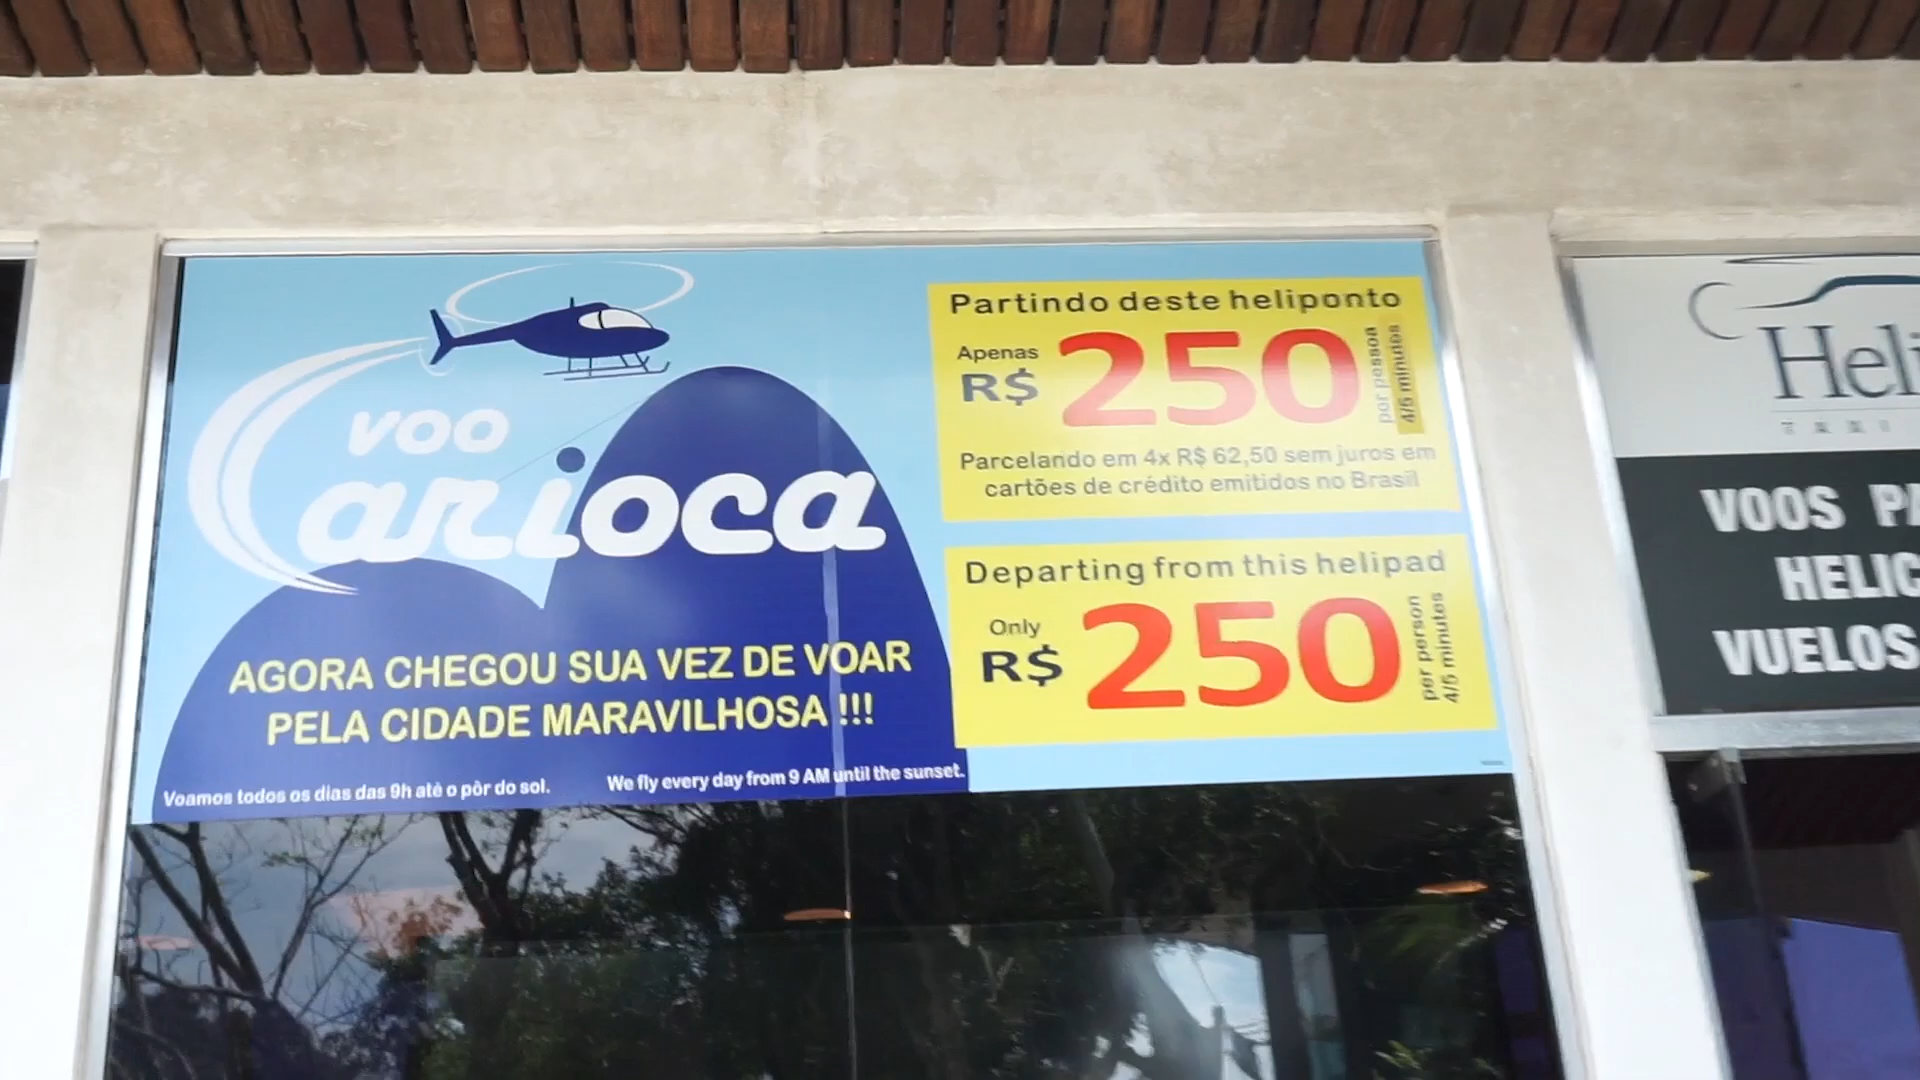 voo
Carioca
AGORA CHEGOU SUA VEZ DE VOAR
PELA CIDADE MARAVILHOSA !!!
Voamos todos os dias das 9h até o pôr do sol.
We fly every day from 9 AM until the sunset.
Partindo deste heliponto
Apenas
R$ 250
por pessoa
4/5 minutos
Parcelando em 4x R$ 62,50 sem juros em
cartões de crédito emitidos no Brasil
Departing from this helipad
Only
R$ 250
per person
4/5 minutes
Heli
TAXI
VOOS PA
HELIC
VUELOS